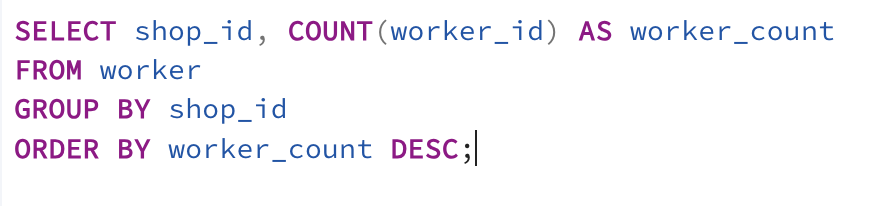 SELECT shop_id, COUNT(worker_id) AS worker_count
FROM worker
GROUP BY shop_id
ORDER BY worker_count DESC;